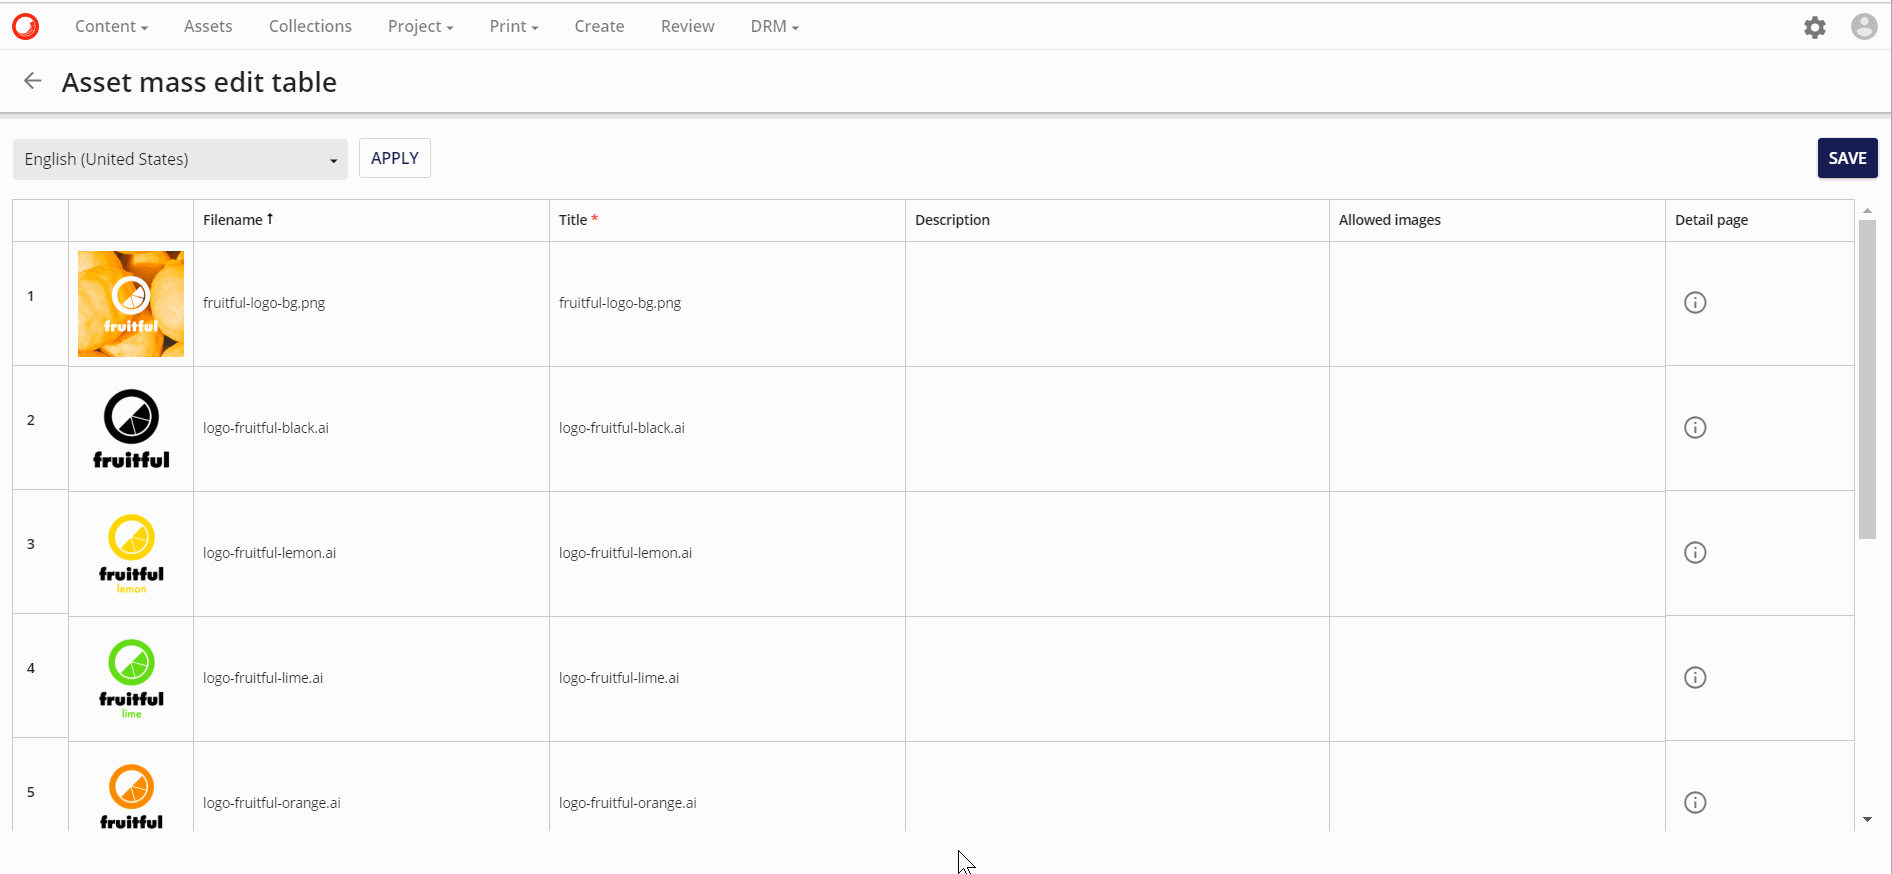 Content Assets Collections Project Print Create Review DRM
Asset mass edit table
English (United States) APPLY SAVE
Filename ↑ Title * Description Allowed images Detail page
1 fruitful fruitful-logo-bg.png fruitful-logo-bg.png
2 fruitful logo-fruitful-black.ai logo-fruitful-black.ai
3 fruitful lemon logo-fruitful-lemon.ai logo-fruitful-lemon.ai
4 fruitful lime logo-fruitful-lime.ai logo-fruitful-lime.ai
5 fruitful logo-fruitful-orange.ai logo-fruitful-orange.ai